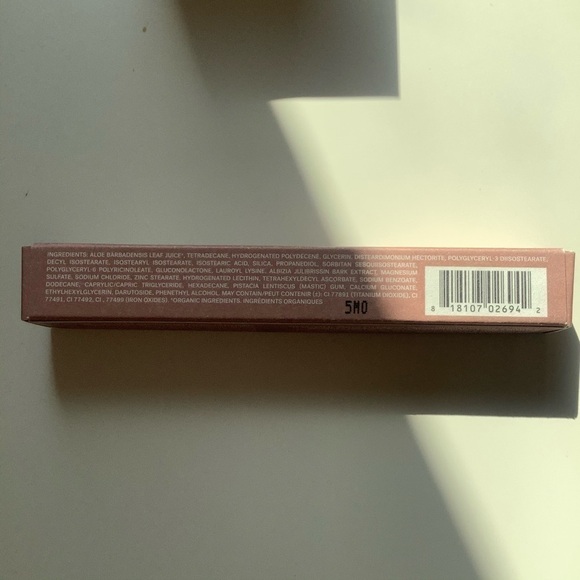 INGREDIENTS: ALOE BARBADENSIS LEAF JUICE*, TETRADECANE, HYDROGENATED POLYDECENE, GLYCERIN, DISTEARDIMONIUM HECTORITE, POLYGLYCERYL-3 DIISOSTEARATE,
DECYL ISOSTEARATE, ISOSTEARYL ISOSTEARATE, ISOSTEARIC ACID, SILICA, PROPANEDIOL, SORBITAN SESQUIISOSTEARATE,
POLYGLYCERYL-6 POLYRICINOLEATE, GLUCONOLACTONE, LAUROYL LYSINE, ALBIZIA JULIBRISSIN BARK EXTRACT, MAGNESIUM
SULFATE, SODIUM CHLORIDE, ZINC STEARATE, HYDROGENATED LECITHIN, TETRAHEXYLDECYL ASCORBATE, SODIUM BENZOATE,
DODECANE, CAPRYLIC/CAPRIC TRIGLYCERIDE, HEXADECANE, PISTACIA LENTISCUS (MASTIC) GUM, CALCIUM GLUCONATE,
ETHYLHEXYLGLYCERIN, DARUTOSIDE, PHENETHYL ALCOHOL, MAY CONTAIN/PEUT CONTENIR (±): CI 77891 (TITANIUM DIOXIDE), CI
77491, CI 77492, CI , 77499 (IRON OXIDES). *ORGANIC INGREDIENTS. INGRÉDIENTS ORGANIQUES
5MO
8 18107 02694 2